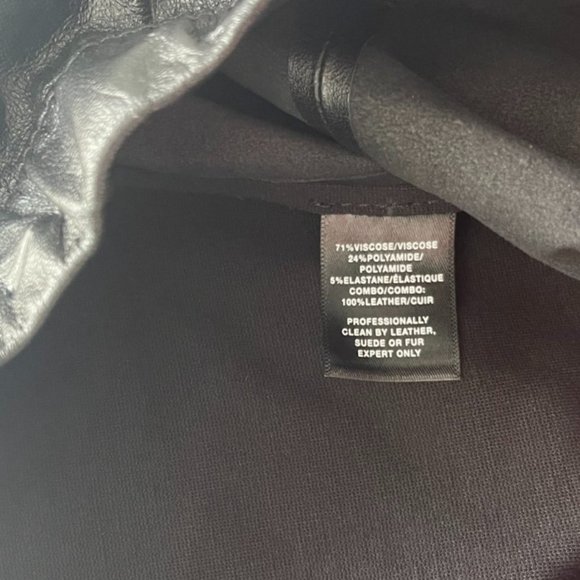 71%VISCOSE/VISCOSE
24%POLYAMIDE/
POLYAMIDE
5%ELASTANE/ÉLASTIQUE
COMBO/COMBO:
100%LEATHER/CUIR
PROFESSIONALLY
CLEAN BY LEATHER,
SUEDE OR FUR
EXPERT ONLY